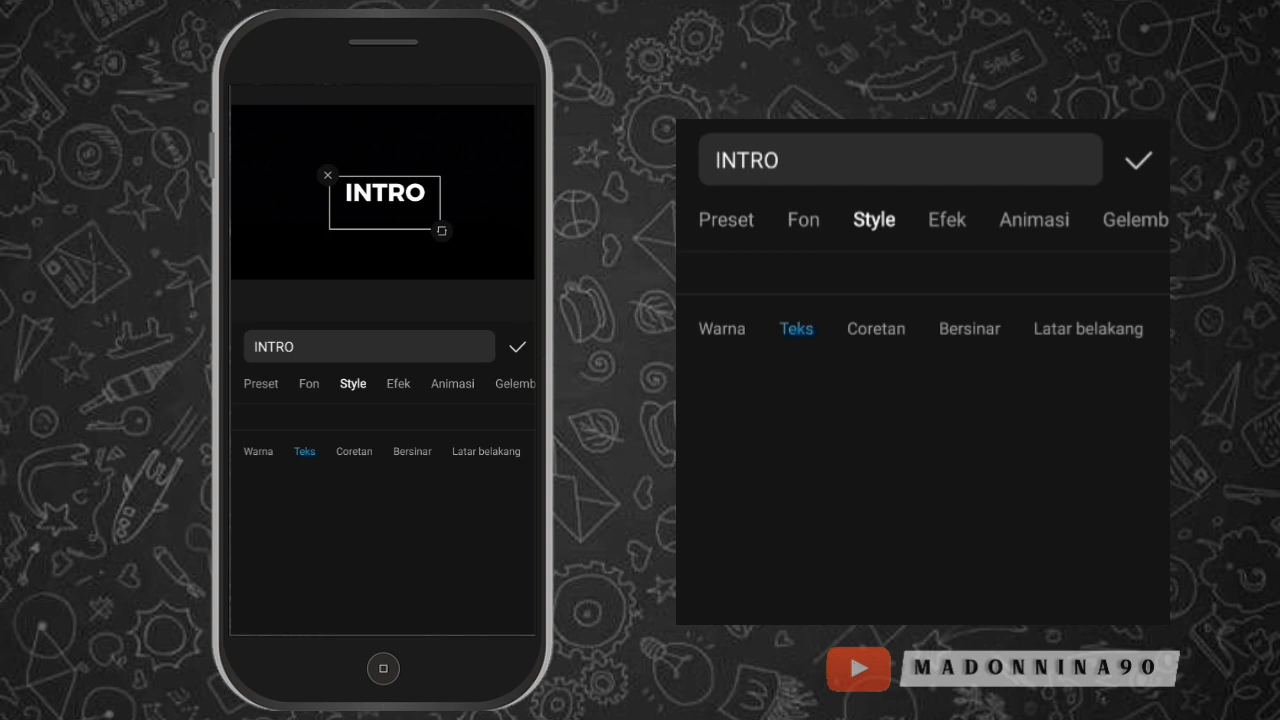 INTRO
INTRO
Preset Fon Style Efek Animasi Gelemb
Warna Teks Coretan Bersinar Latar belakang
INTRO
Preset Fon Style Efek Animasi Gelemb
Warna Teks Coretan Bersinar Latar belakang
SALE
MADONNINA90